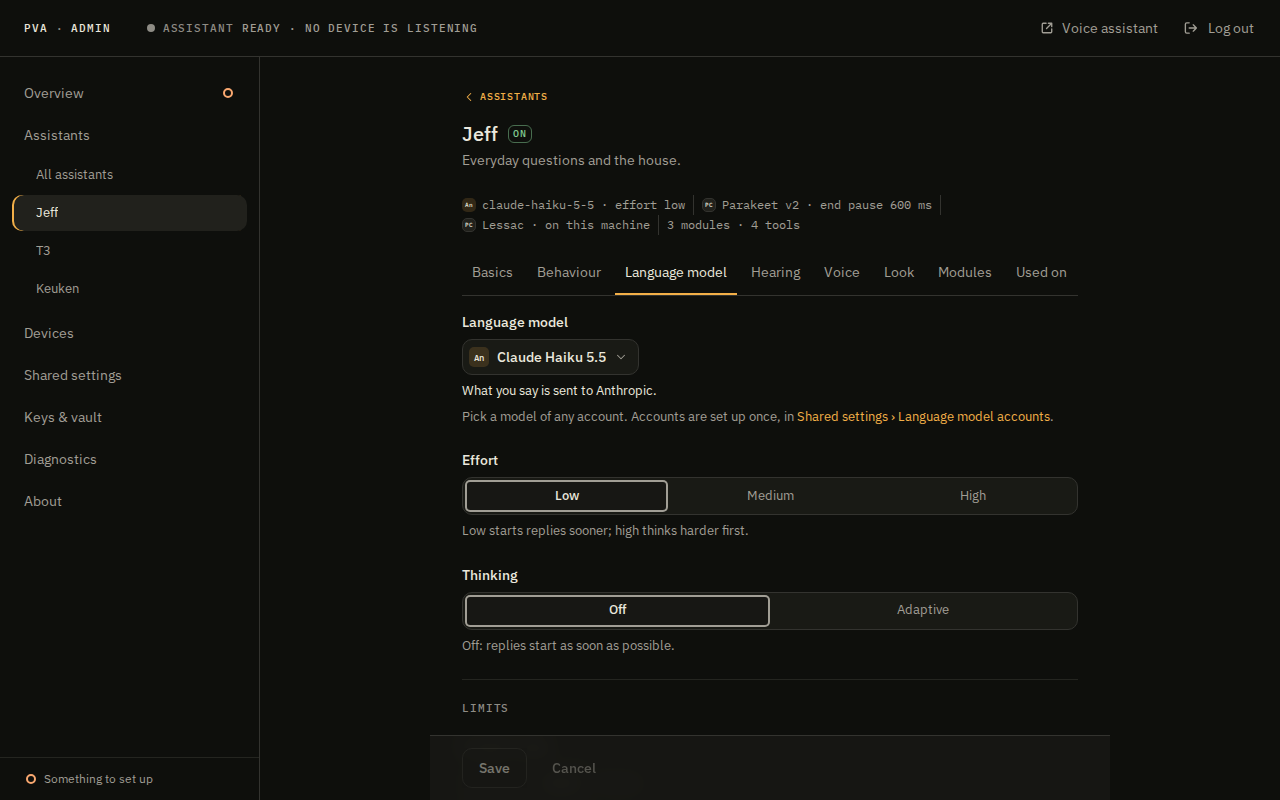 PVA · ADMIN
ASSISTANT READY · NO DEVICE IS LISTENING
Voice assistant
Log out
Overview
Assistants
All assistants
Jeff
T3
Keuken
Devices
Shared settings
Keys & vault
Diagnostics
About
Something to set up
ASSISTANTS
Jeff ON
Everyday questions and the house.
An claude-haiku-5-5 · effort low PC Parakeet v2 · end pause 600 ms
PC Lessac · on this machine 3 modules · 4 tools
Basics Behaviour Language model Hearing Voice Look Modules Used on
Language model
An Claude Haiku 5.5
What you say is sent to Anthropic.
Pick a model of any account. Accounts are set up once, in Shared settings › Language model accounts.
Effort
Low Medium High
Low starts replies sooner; high thinks harder first.
Thinking
Off Adaptive
Off: replies start as soon as possible.
LIMITS
Save Cancel